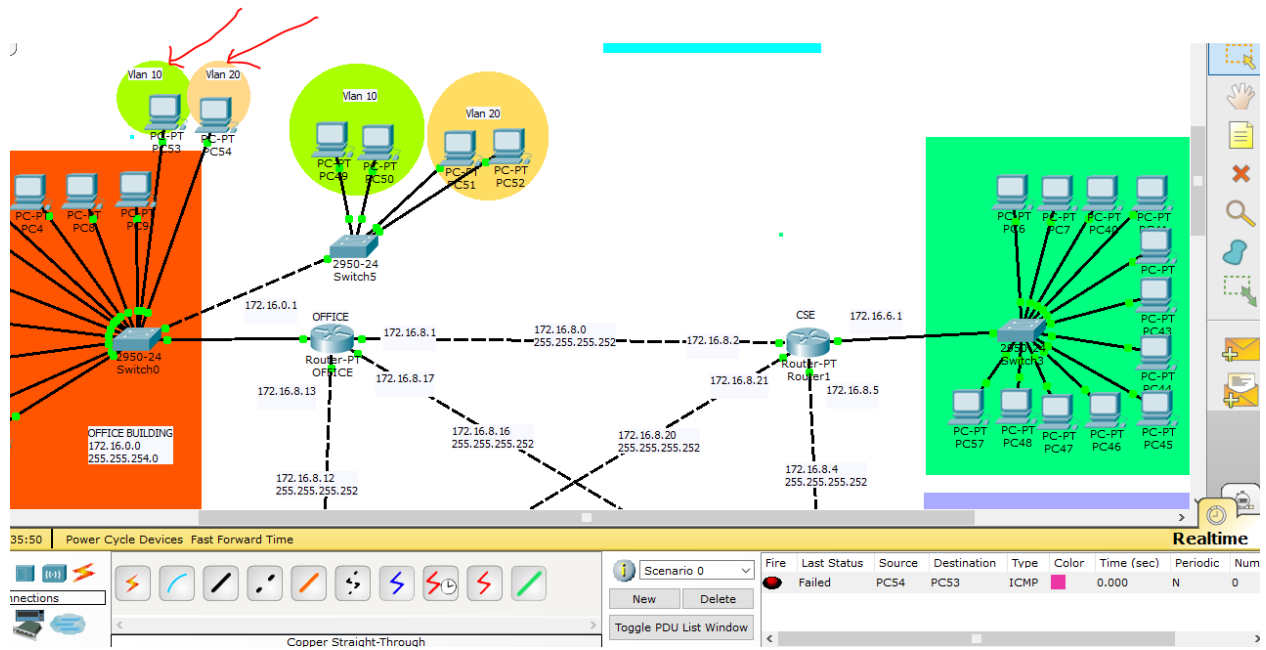 Vlan 10
Vlan 20
Vlan 10
Vlan 20
PC-PT
PC53
PC-PT
PC54
PC-PT
PC49
PC-PT
PC50
PC-PT
PC51
PC-PT
PC52
PC-PT
PC4
PC-PT
PC8
PC-PT
PC9
2950-24
Switch5
172.16.0.1
OFFICE
172.16.8.1
172.16.8.0
255.255.255.252
172.16.8.2
CSE
172.16.6.1
2950-24
Switch0
Router-PT
OFFICE
Router-PT
Router1
2950-24
Switch3
PC-PT
PC6
PC-PT
PC7
PC-PT
PC40
PC-PT
PC-PT
PC-PT
PC43
PC-PT
PC44
172.16.8.13
172.16.8.17
172.16.8.21
172.16.8.5
PC-PT
PC57
PC-PT
PC48
PC-PT
PC47
PC-PT
PC46
PC-PT
PC45
OFFICE BUILDING
172.16.0.0
255.255.254.0
172.16.8.16
255.255.255.252
172.16.8.20
255.255.255.252
172.16.8.12
255.255.255.252
172.16.8.4
255.255.255.252
35:50 Power Cycle Devices Fast Forward Time
Realtime
nnections
Copper Straight-Through
Scenario 0
New Delete
Toggle PDU List Window
Fire Last Status Source Destination Type Color Time (sec) Periodic Num
Failed PC54 PC53 ICMP 0.000 N 0